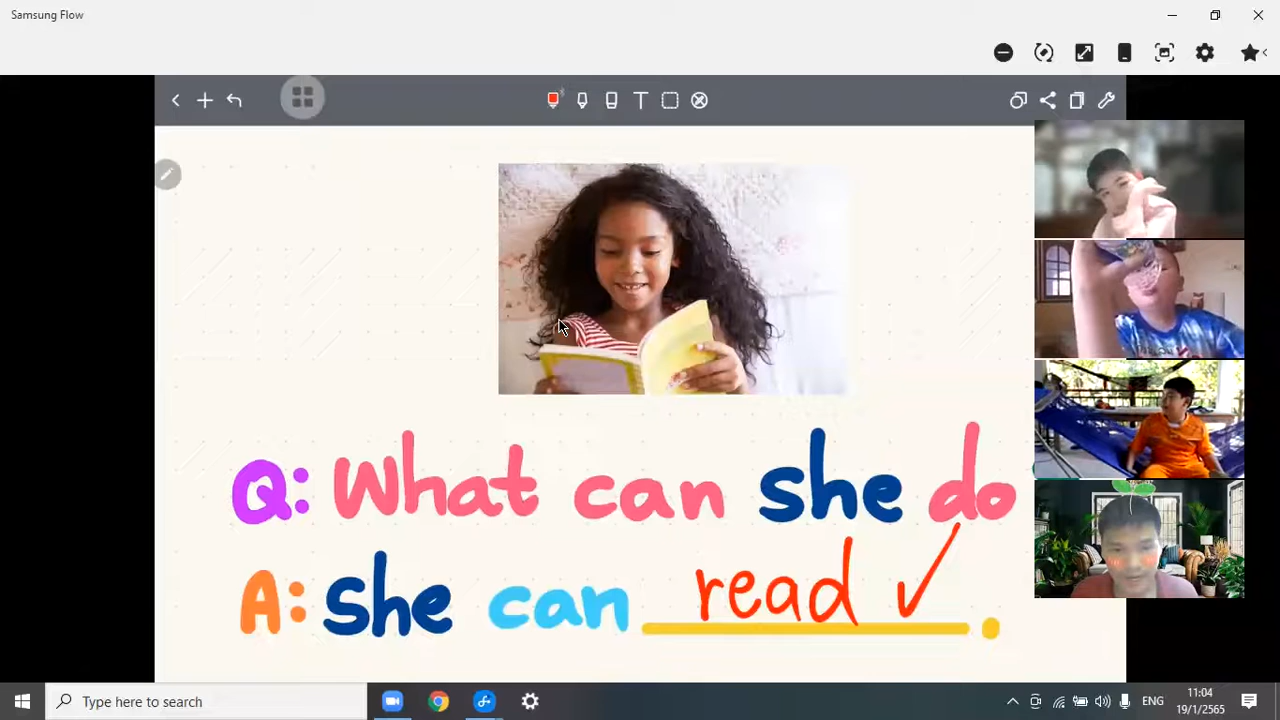 Samsung Flow
T
Q: What can she do
A: she can read ✓.
Type here to search
ENG
11:04
19/1/2565